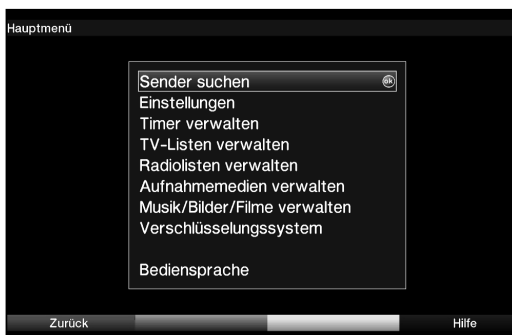 Hauptmenü
Sender suchen ok
Einstellungen
Timer verwalten
TV-Listen verwalten
Radiolisten verwalten
Aufnahmemedien verwalten
Musik/Bilder/Filme verwalten
Verschlüsselungssystem
Bediensprache
Zurück Hilfe